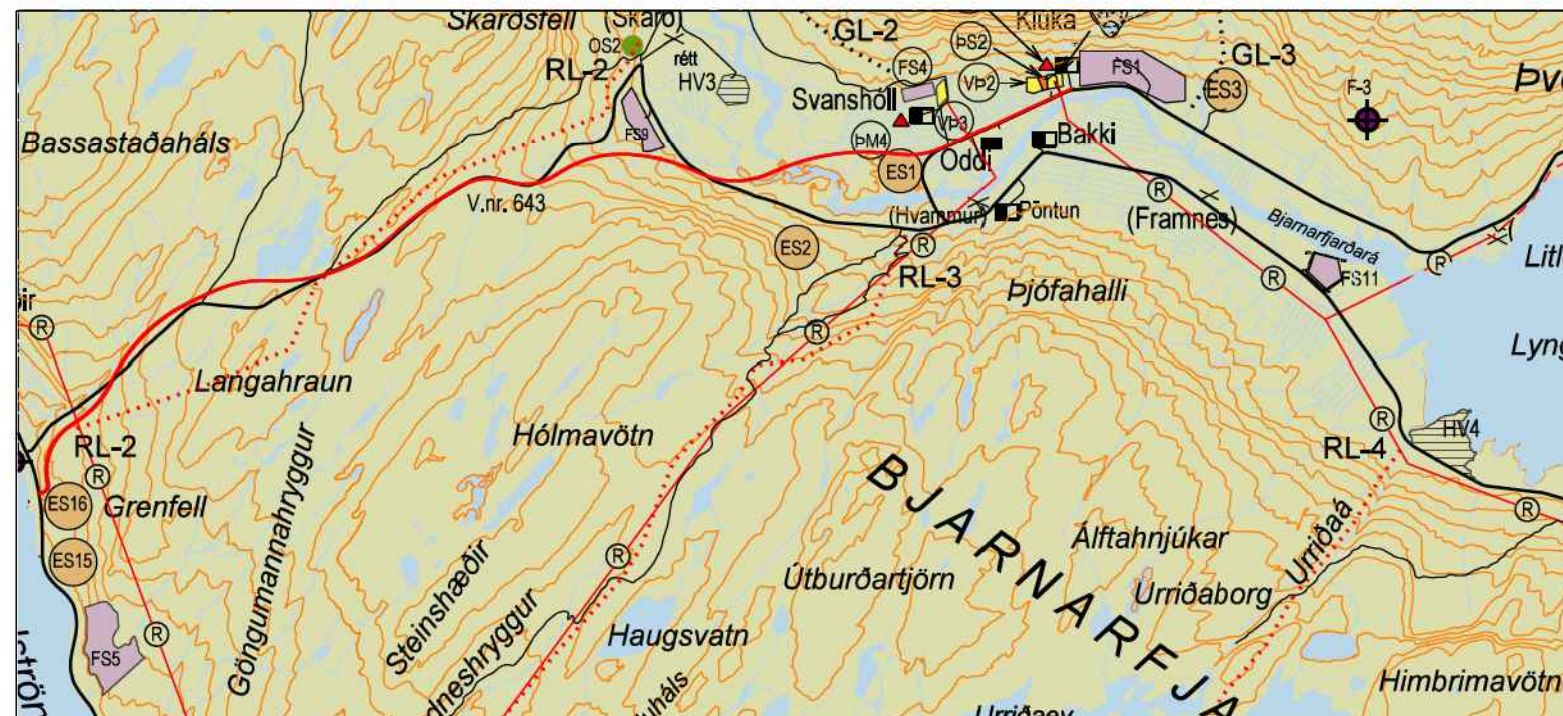 Skarðsfell
(Skarð)
OS2
RL-2
rétt
HV3
GL-2
ÞS2
Klúka
FS4
VÞ2
FS1
ES3
GL-3
F-3
Svanshóll
VÞ3
ÞM4
FS9
Bassastaðaháls
ES1
Oddi
Bakki
V.nr. 643
(Hvammur)
Pöntun
R
(Framnes)
Bjarnarfjarðará
ES2
R
RL-3
R
R
FS11
Þjófahalli
R
R
Langahraun
Hólmavötn
RL-2
R
R
RL-4
HV4
ES16
Grenfell
R
ES15
R
Göngumannahryggur
Steinshæðir
BJARNARFJA
Álftahnjúkar
Útburðartjörn
Urriðaá
Urriðaborg
Haugsvatn
R
FS5
Himbrimavötn